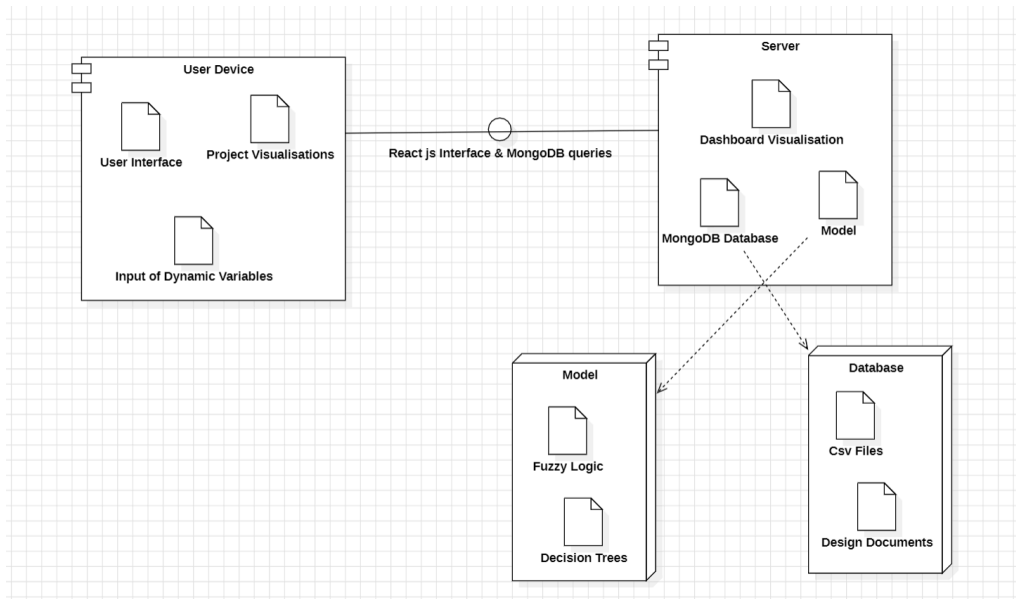 User Device
User Interface
Project Visualisations
Input of Dynamic Variables
React js Interface & MongoDB queries
Server
Dashboard Visualisation
MongoDB Database
Model
Model
Fuzzy Logic
Decision Trees
Database
Csv Files
Design Documents